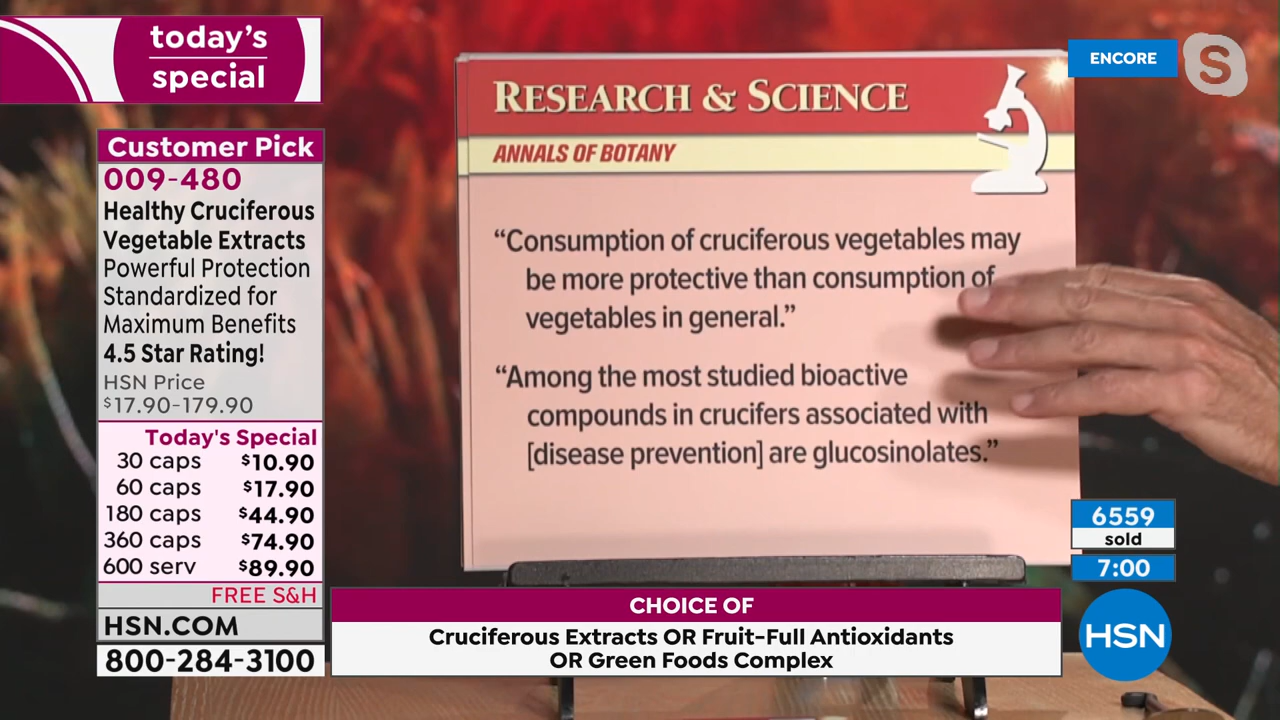 today's
special
ENCORE
S
Customer Pick
009-480
Healthy Cruciferous
Vegetable Extracts
Powerful Protection
Standardized for
Maximum Benefits
4.5 Star Rating!
HSN Price
$17.90-179.90
Today's Special
30 caps $10.90
60 caps $17.90
180 caps $44.90
360 caps $74.90
600 serv $89.90
FREE S&H
HSN.COM
800-284-3100
RESEARCH & SCIENCE
ANNALS OF BOTANY
“Consumption of cruciferous vegetables may
be more protective than consumption of
vegetables in general.”
“Among the most studied bioactive
compounds in crucifers associated with
[disease prevention] are glucosinolates.”
6559
sold
7:00
CHOICE OF
Cruciferous Extracts OR Fruit-Full Antioxidants
OR Green Foods Complex
HSN